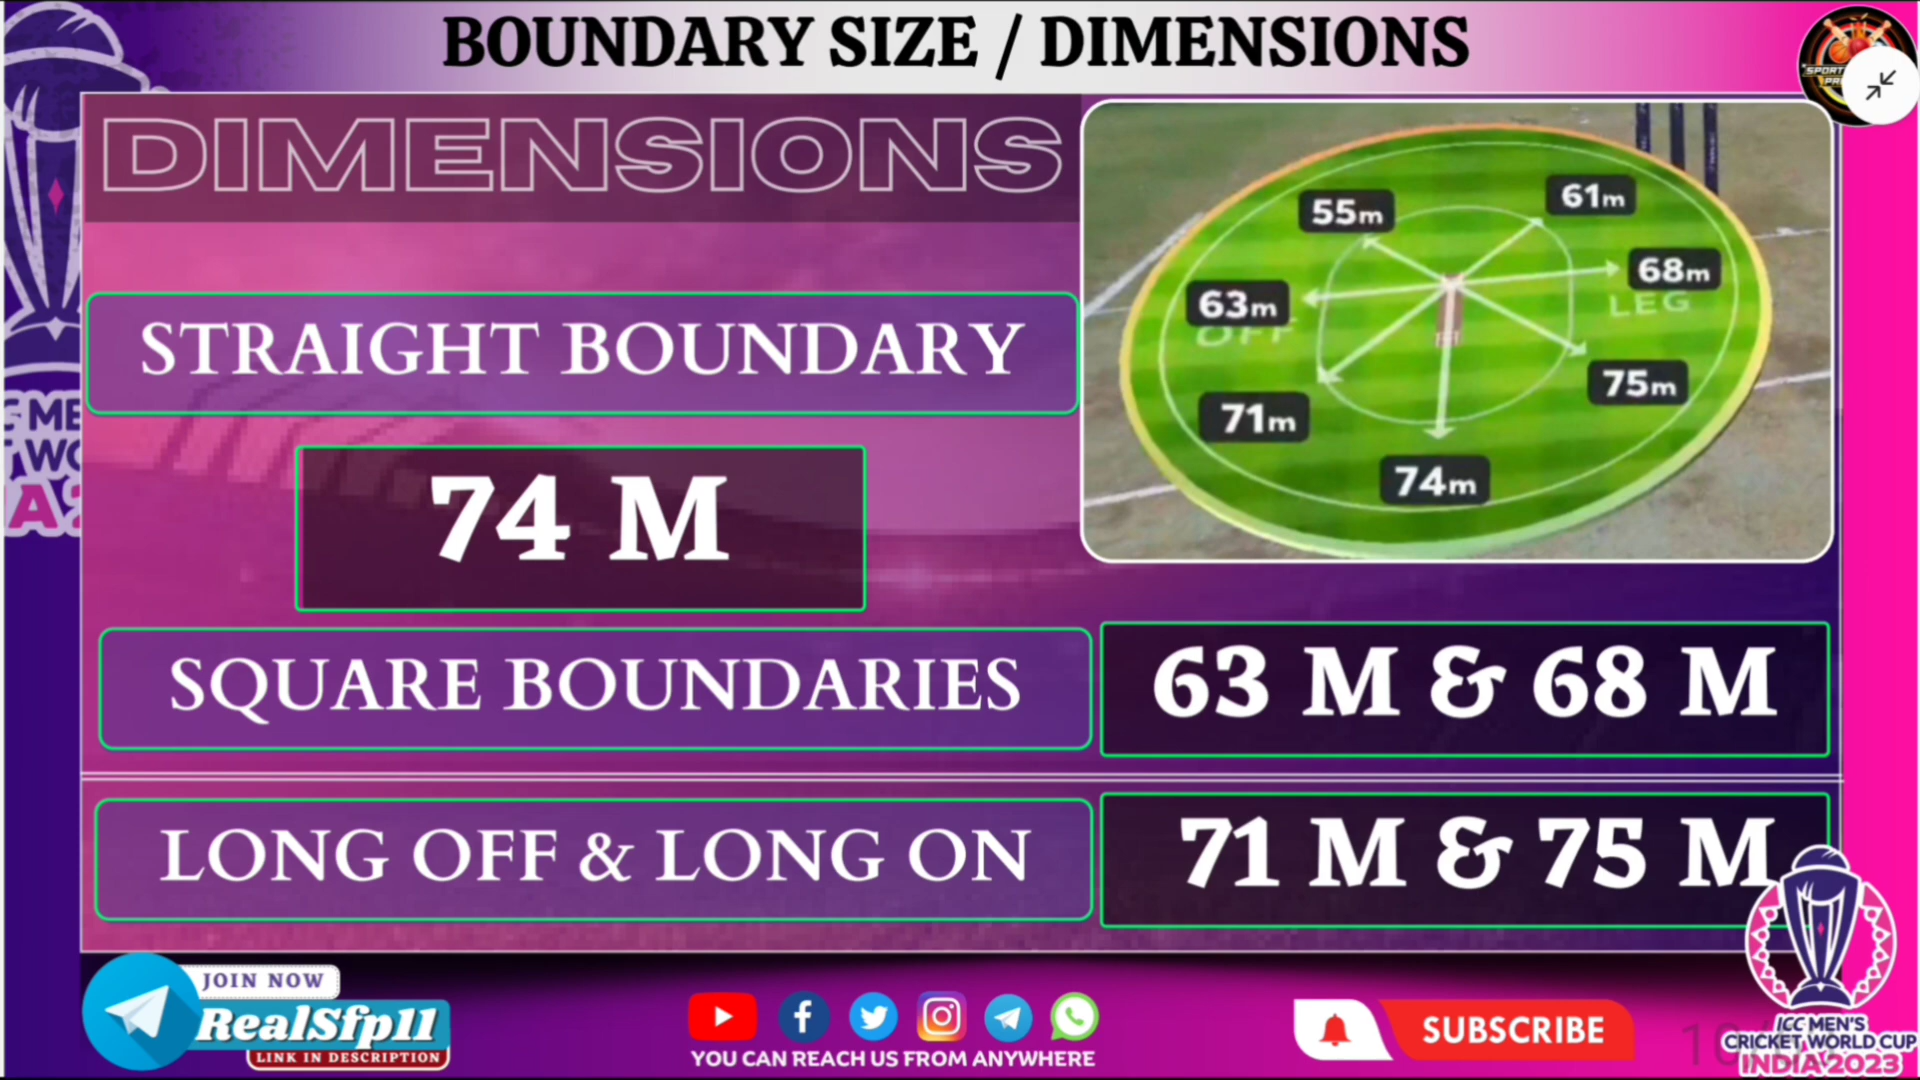 BOUNDARY SIZE / DIMENSIONS
DIMENSIONS
STRAIGHT BOUNDARY
74 M
SQUARE BOUNDARIES
63 M & 68 M
LONG OFF & LONG ON
71 M & 75 M
55m
61m
63m
68m
OFF
LEG
71m
75m
74m
JOIN NOW
RealSfp11
LINK IN DESCRIPTION
YOU CAN REACH US FROM ANYWHERE
SUBSCRIBE
ICC MEN'S
CRICKET WORLD CUP
INDIA 2023